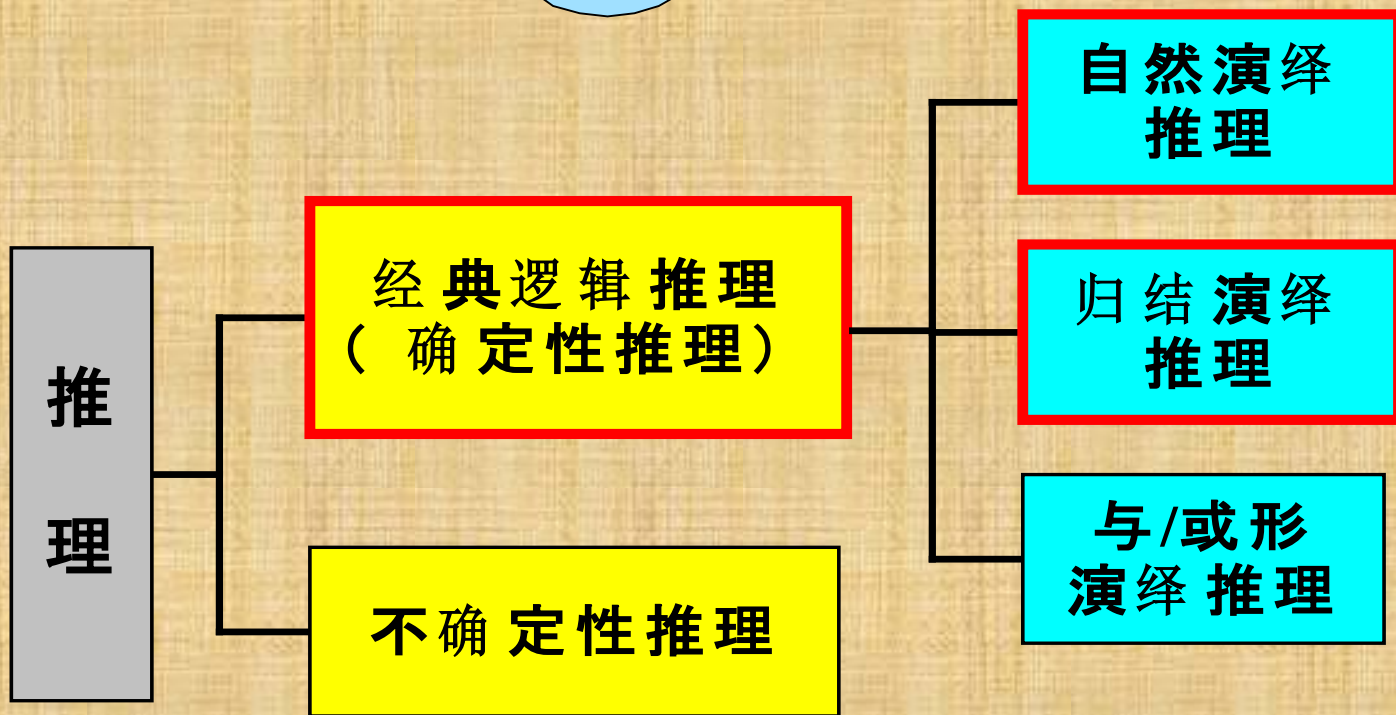 推
理
经典逻辑推理
（确定性推理）
不确定性推理
自然演绎
推理
归结演绎
推理
与/或形
演绎推理